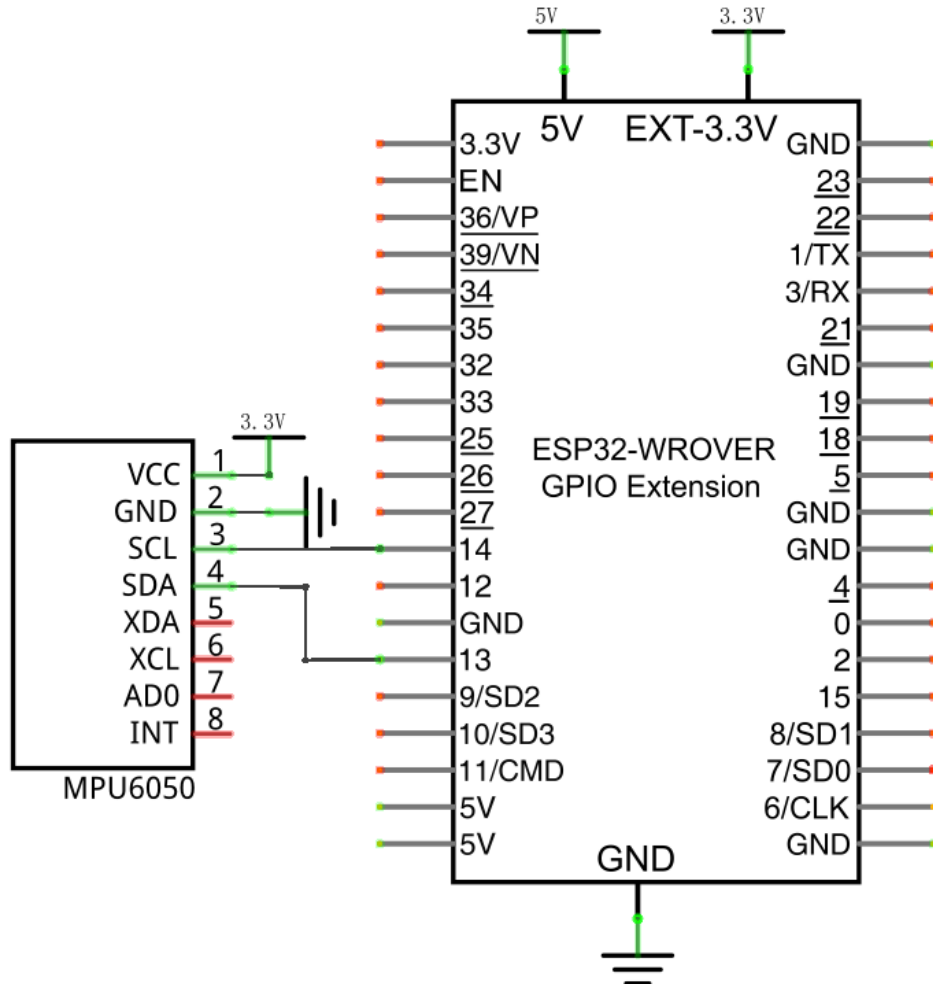 5V
3.3V
5V EXT-3.3V
3.3V
EN
36/VP
39/VN
34
35
32
33
25
26
27
14
12
GND
13
9/SD2
10/SD3
11/CMD
5V
5V
ESP32-WROVER
GPIO Extension
GND
23
22
1/TX
3/RX
21
GND
19
18
5
GND
GND
4
0
2
15
8/SD1
7/SD0
6/CLK
GND
GND
3.3V
VCC 1
GND 2
SCL 3
SDA 4
XDA 5
XCL 6
AD0 7
INT 8
MPU6050